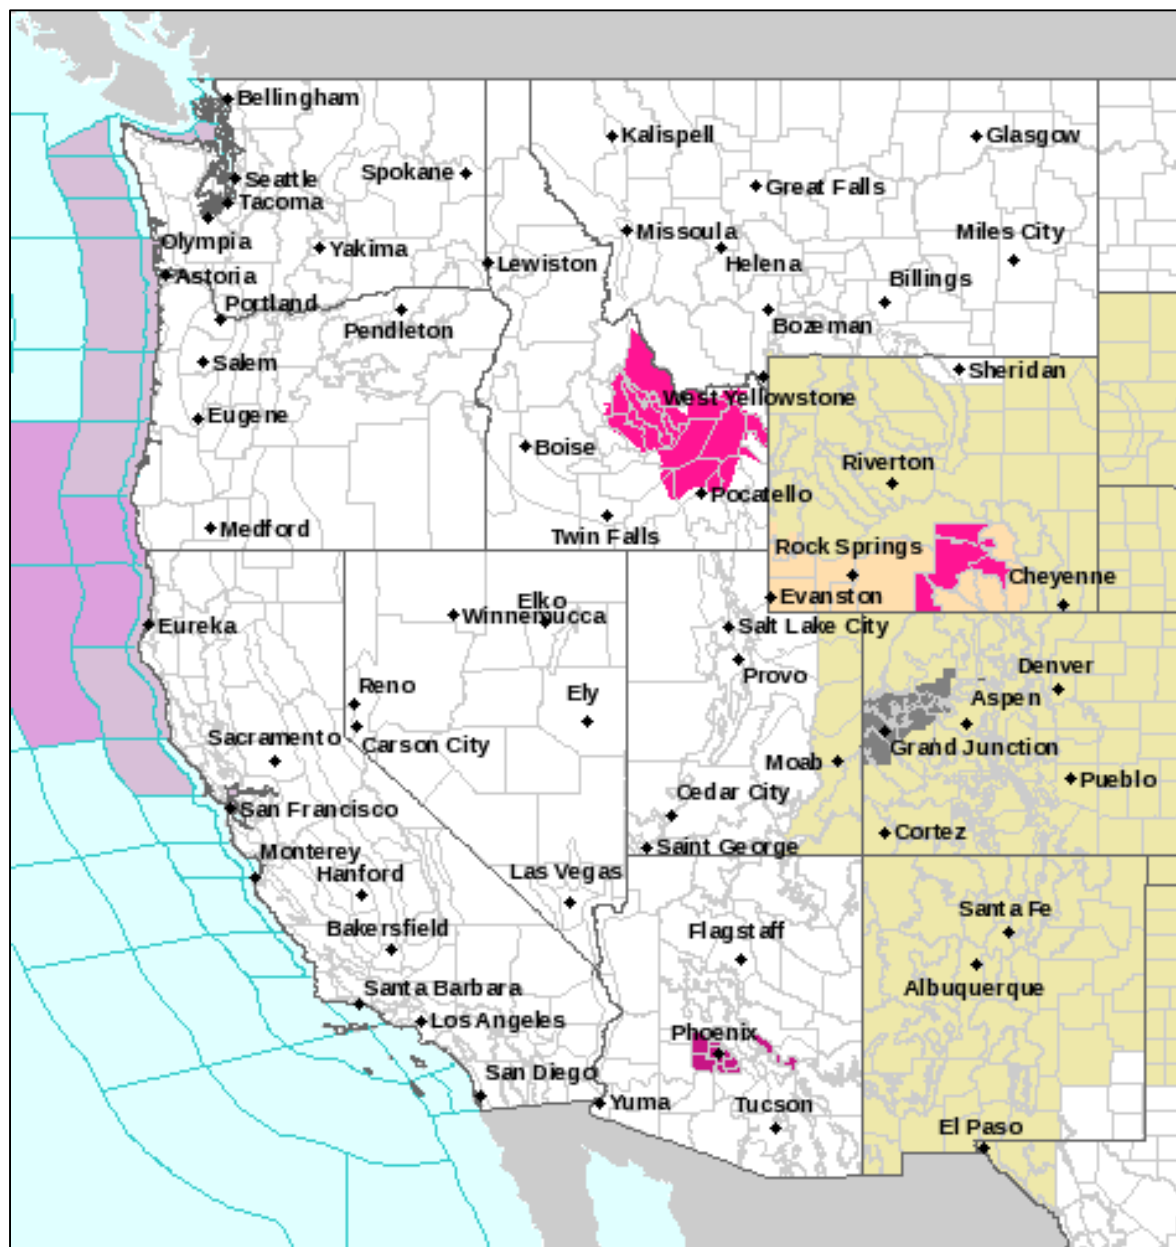 Bellingham
Kalispell
Glasgow
Spokane
Seattle
Great Falls
Tacoma
Missoula
Miles City
Olympia
Yakima
Helena
Lewiston
Astoria
Billings
Portland
Pendleton
Bozeman
Salem
Sheridan
West Yellowstone
Eugene
Boise
Riverton
Pocatello
Medford
Twin Falls
Rock Springs
Cheyenne
Evanston
Elko
Winnemucca
Eureka
Salt Lake City
Denver
Provo
Reno
Ely
Aspen
Sacramento
Carson City
Grand Junction
Moab
Pueblo
Cedar City
San Francisco
Cortez
Saint George
Monterey
Hanford
Las Vegas
Santa Fe
Bakersfield
Flagstaff
Albuquerque
Santa Barbara
Los Angeles
Phoenix
San Diego
Yuma
Tucson
El Paso